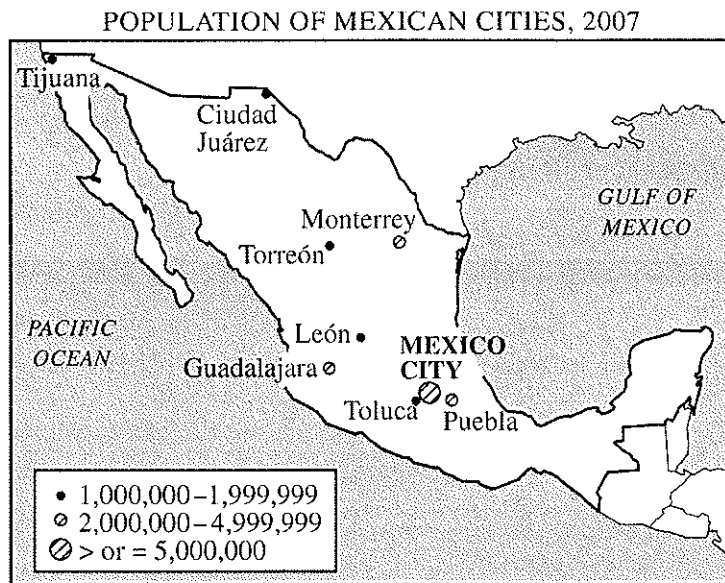 POPULATION OF MEXICAN CITIES, 2007
Tijuana
Ciudad
Juárez
GULF OF
MEXICO
Monterrey
Torreón
PACIFIC
OCEAN
León
MEXICO
CITY
Guadalajara
Toluca
Puebla
1,000,000–1,999,999
2,000,000–4,999,999
> or = 5,000,000